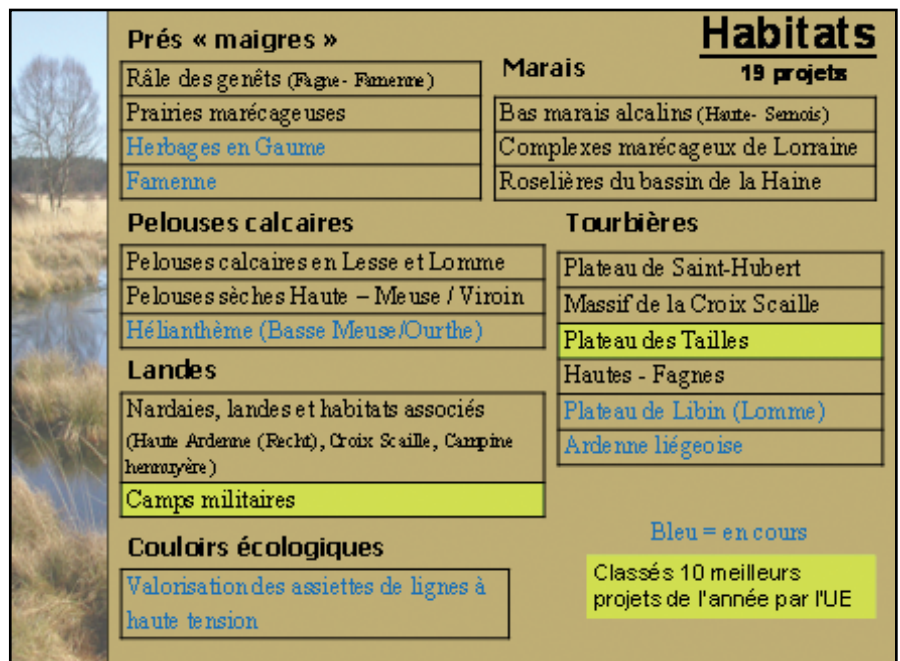 Habitats
19 projets
Prés « maigres »
Râle des genêts (Fagne- Famenne)
Prairies marécageuses
Herbages en Gaume
Famenne
Marais
Bas marais alcalins (Haute- Semois)
Complexes marécageux de Lorraine
Roselières du bassin de la Haine
Pelouses calcaires
Pelouses calcaires en Lesse et Lomme
Pelouses sèches Haute – Meuse / Viroin
Hélianthème (Basse Meuse/Ourthe)
Tourbières
Plateau de Saint-Hubert
Massif de la Croix Scaille
Plateau des Tailles
Hautes - Fagnes
Plateau de Libin (Lomme)
Ardenne liégeoise
Landes
Nardaies, landes et habitats associés
(Haute Ardenne (Recht), Croix Scaille, Campine
hennuyère)
Camps militaires
Couloirs écologiques
Valorisation des assiettes de lignes à
haute tension
Bleu = en cours
Classés 10 meilleurs
projets de l'année par l'UE